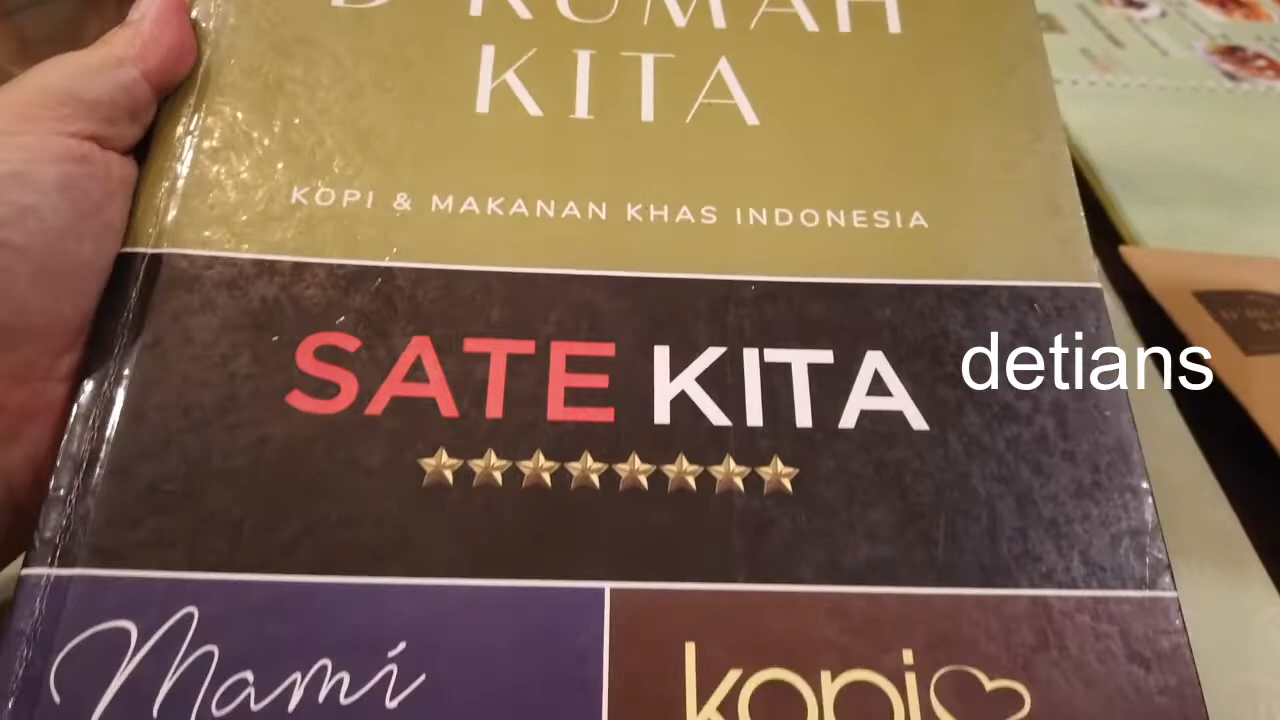 D'RUMAH
KITA
KOPI & MAKANAN KHAS INDONESIA
SATE KITA
detians
Mami
kopi